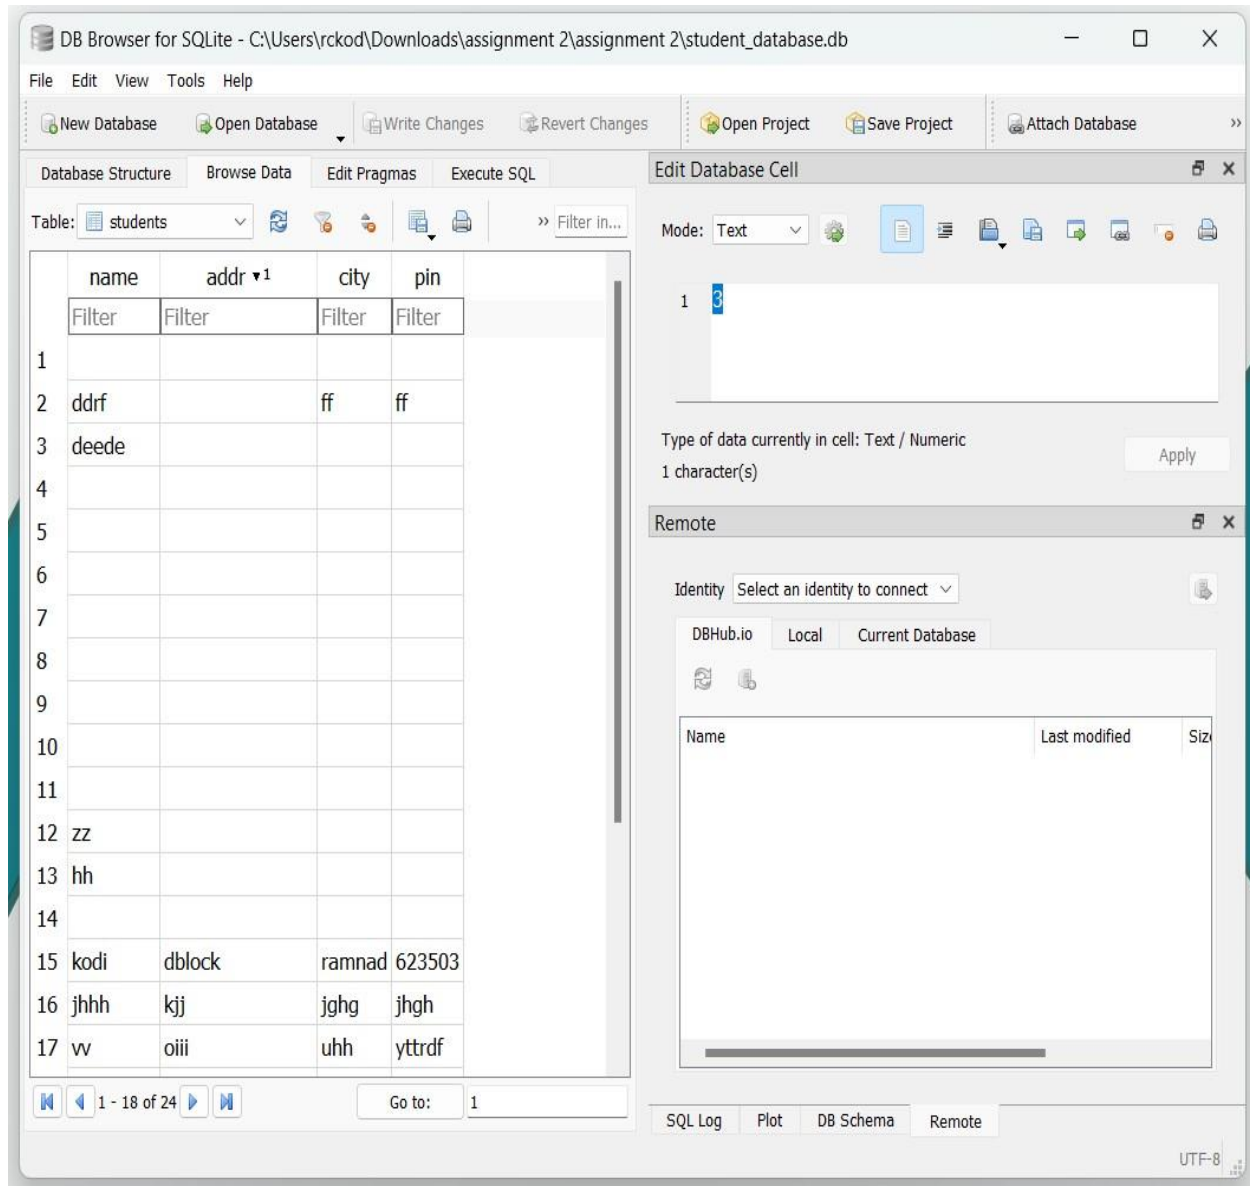 DB Browser for SQLite - C:\Users\rckod\Downloads\assignment 2\assignment 2\student_database.db
File Edit View Tools Help
New Database Open Database Write Changes Revert Changes Open Project Save Project Attach Database »
Database Structure Browse Data Edit Pragmas Execute SQL
Table: students » Filter in...
name addr ▾1 city pin
Filter Filter Filter Filter
1
2 ddrf ff ff
3 deede
4
5
6
7
8
9
10
11
12 zz
13 hh
14
15 kodi dblock ramnad 623503
16 jhhh kjj jghg jhgh
17 vv oiii uhh yttrdf
1 - 18 of 24 Go to: 1
Edit Database Cell
Mode: Text
1 3
Type of data currently in cell: Text / Numeric
1 character(s)
Apply
Remote
Identity Select an identity to connect
DBHub.io Local Current Database
Name Last modified Size
SQL Log Plot DB Schema Remote
UTF-8